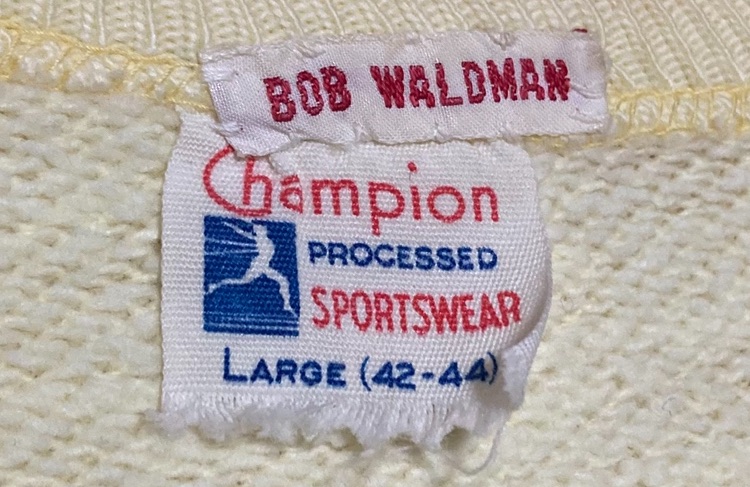 BOB WALDMAN
Champion
PROCESSED
SPORTSWEAR
LARGE (42-44)